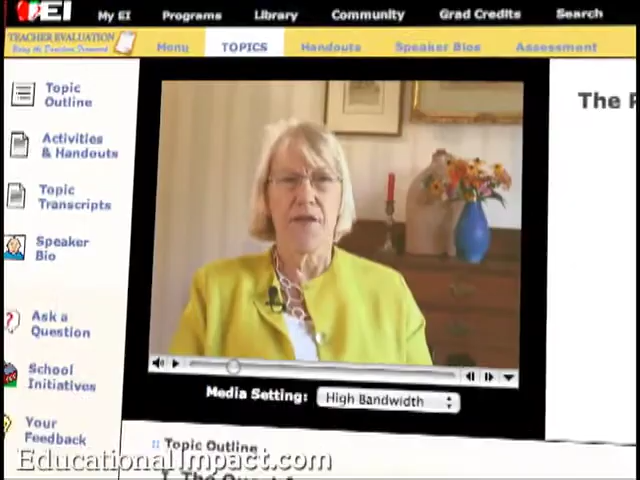 EI
My EI Programs Library Community Grad Credits Search
TEACHER EVALUATION
Menu TOPICS Handouts Speaker Bios Assessment
Topic
Outline
Activities
& Handouts
Topic
Transcripts
Speaker
Bio
Ask a
Question
School
Initiatives
Your
Feedback
The
Media Setting: High Bandwidth
Topic Outline
EducationalImpact.com